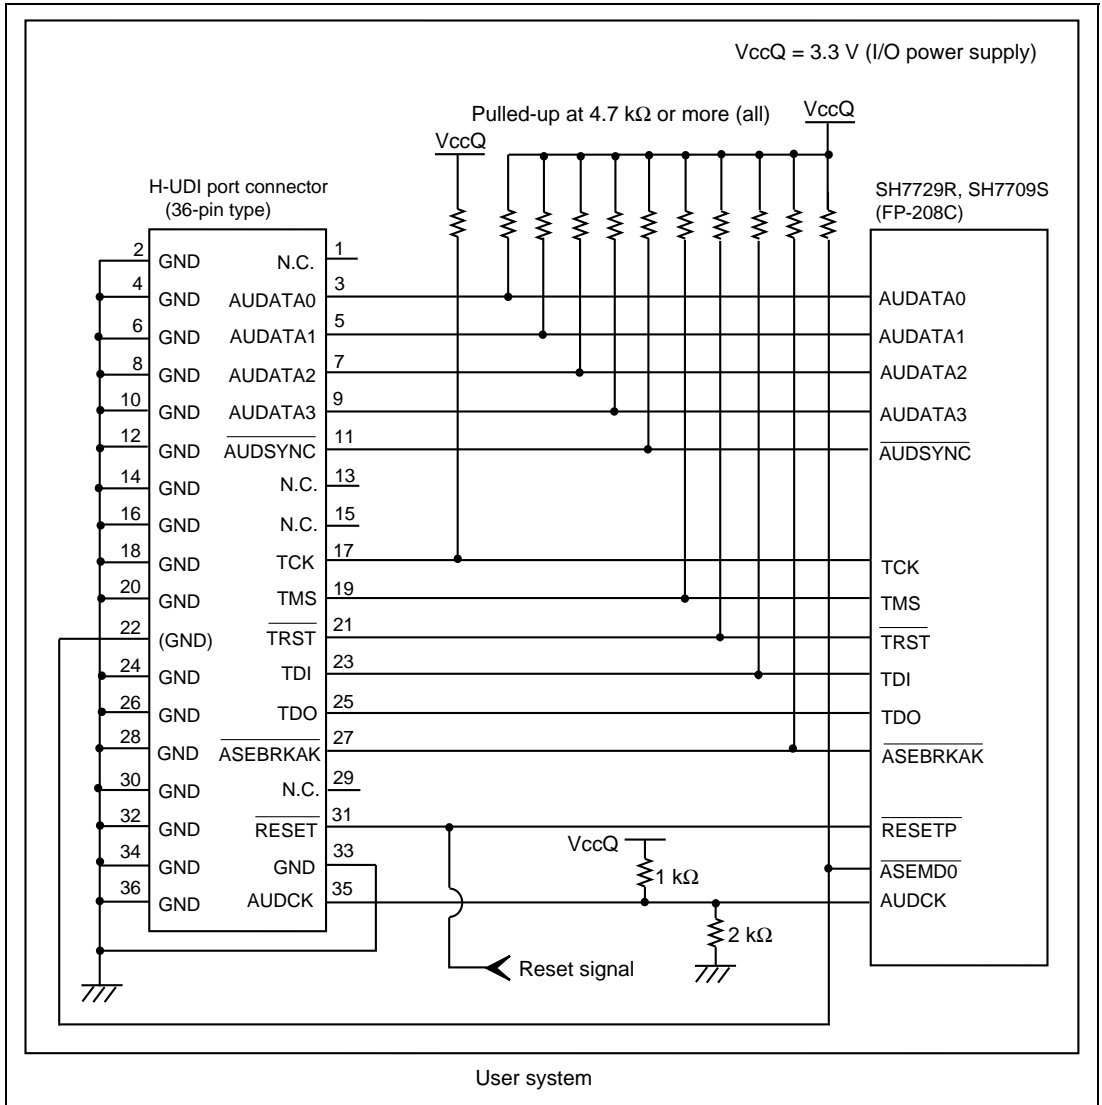 VccQ = 3.3 V (I/O power supply)
Pulled-up at 4.7 kΩ or more (all)
VccQ
VccQ
H-UDI port connector
(36-pin type)
SH7729R, SH7709S
(FP-208C)
2 GND N.C. 1
4 GND AUDATA0 3 AUDATA0
6 GND AUDATA1 5 AUDATA1
8 GND AUDATA2 7 AUDATA2
10 GND AUDATA3 9 AUDATA3
12 GND AUDSYNC 11 AUDSYNC
14 GND N.C. 13
16 GND N.C. 15
18 GND TCK 17 TCK
20 GND TMS 19 TMS
22 (GND) TRST 21 TRST
24 GND TDI 23 TDI
26 GND TDO 25 TDO
28 GND ASEBRKAK 27 ASEBRKAK
30 GND N.C. 29
32 GND RESET 31 RESETP
VccQ
34 GND GND 33 ASEMD0
1 kΩ
36 GND AUDCK 35 AUDCK
2 kΩ
Reset signal
User system